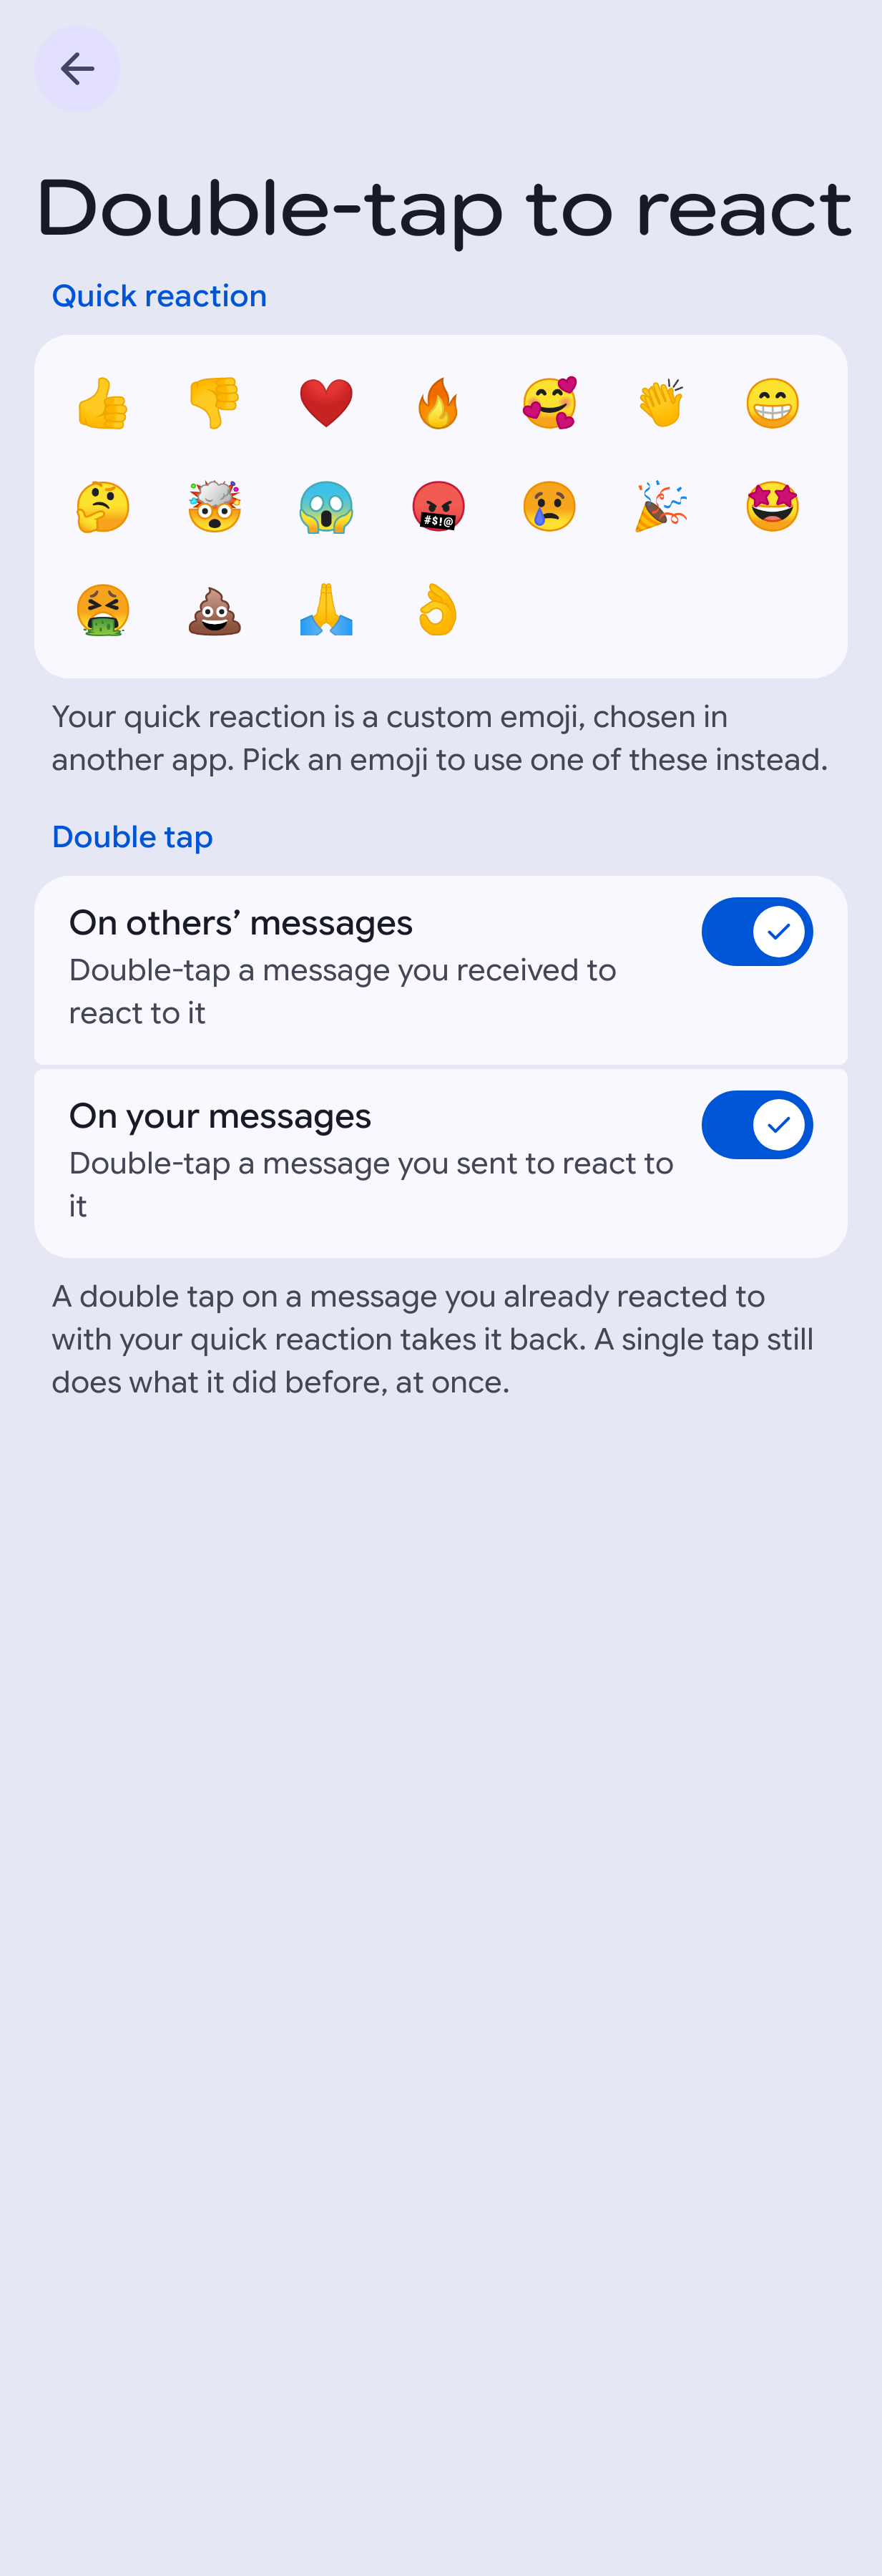 Double-tap to react
Quick reaction
#$!@
Your quick reaction is a custom emoji, chosen in
another app. Pick an emoji to use one of these instead.
Double tap
On others’ messages
Double-tap a message you received to
react to it
On your messages
Double-tap a message you sent to react to
it
A double tap on a message you already reacted to
with your quick reaction takes it back. A single tap still
does what it did before, at once.